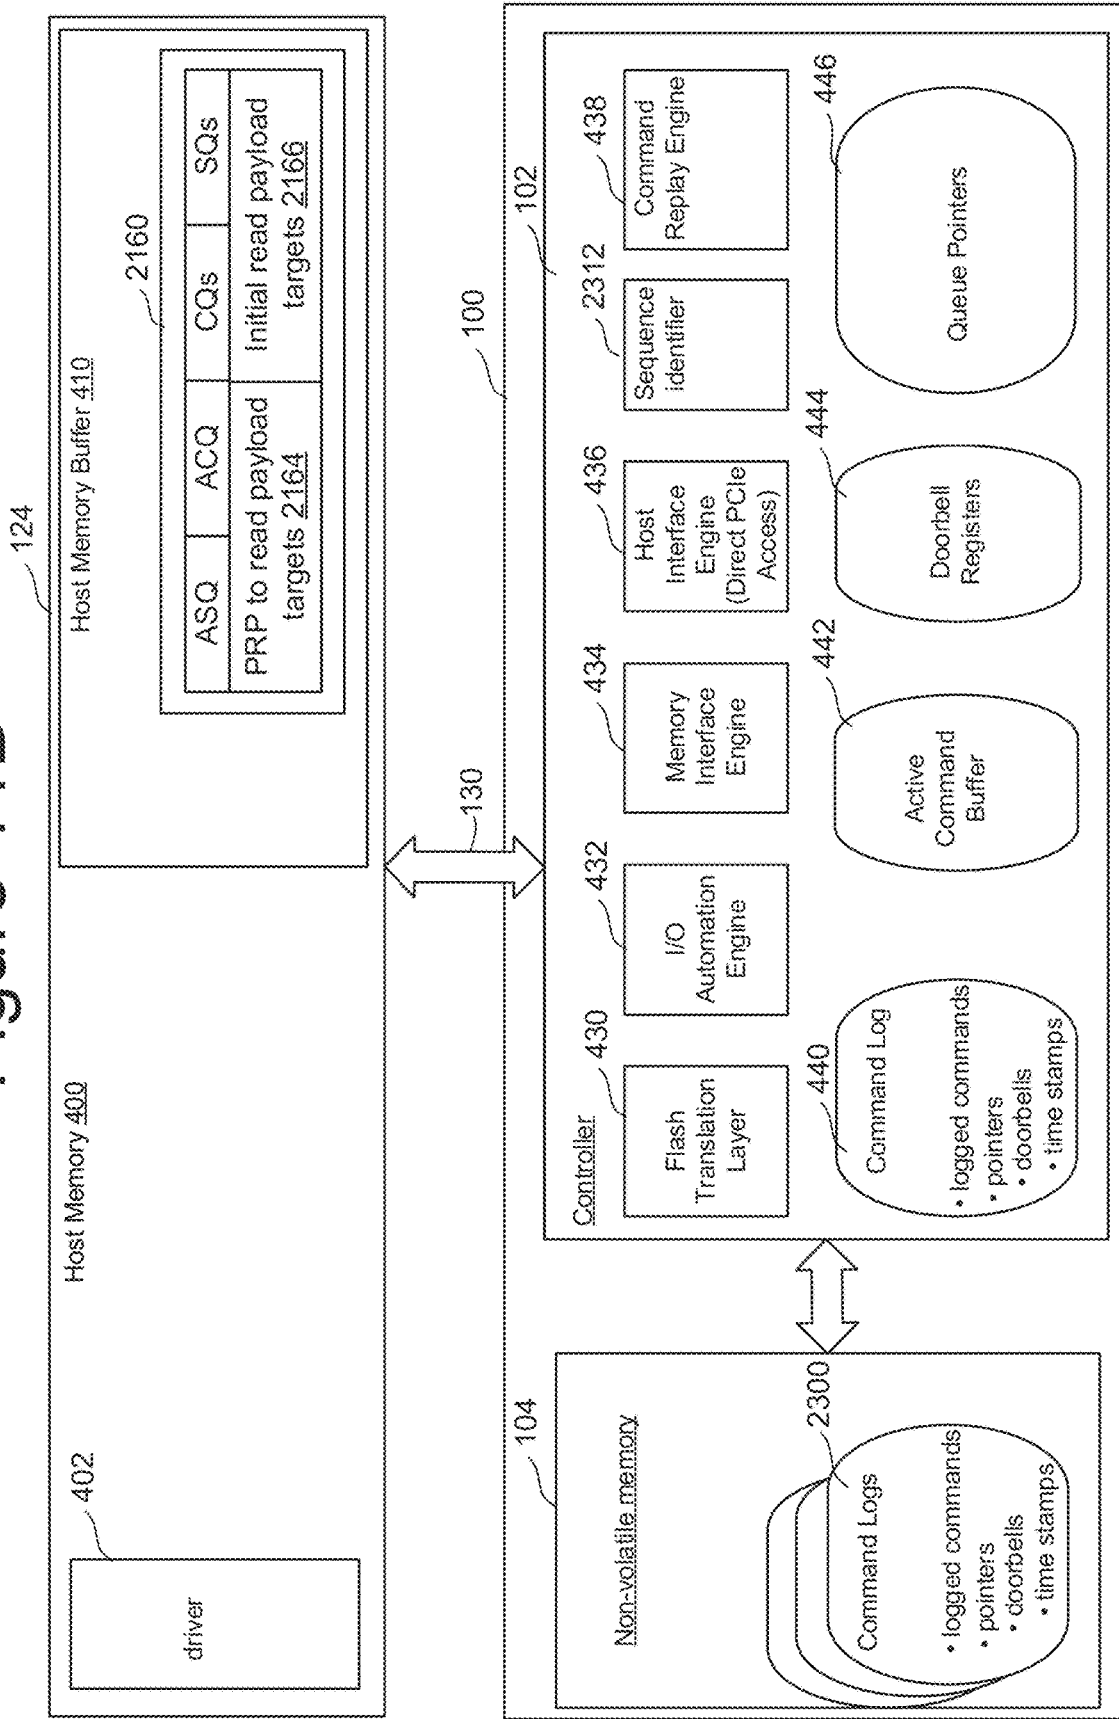 124
Host Memory 400
Host Memory Buffer 410
402
driver
2160
ASQ
ACQ
CQs
SQs
PRP to read payload
targets 2164
Initial read payload
targets 2166
130
100
104
Non-volatile memory
2300
Command Logs
• logged commands
• pointers
• doorbells
• time stamps
102
Controller
430
Flash
Translation
Layer
432
I/O
Automation
Engine
434
Memory
Interface
Engine
436
Host
Interface
Engine
(Direct PCIe
Access)
2312
Sequence
identifier
438
Command
Replay Engine
440
Command Log
• logged commands
• pointers
• doorbells
• time stamps
442
Active
Command
Buffer
444
Doorbell
Registers
446
Queue Pointers